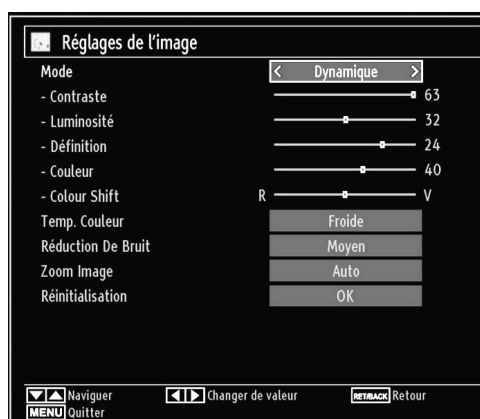 Réglages de l'image
Mode < Dynamique >
- Contraste 63
- Luminosité 32
- Définition 24
- Couleur 40
- Colour Shift R V
Temp. Couleur Froide
Réduction De Bruit Moyen
Zoom Image Auto
Réinitialisation OK
Naviguer Changer de valeur RET/BACK Retour
MENU Quitter